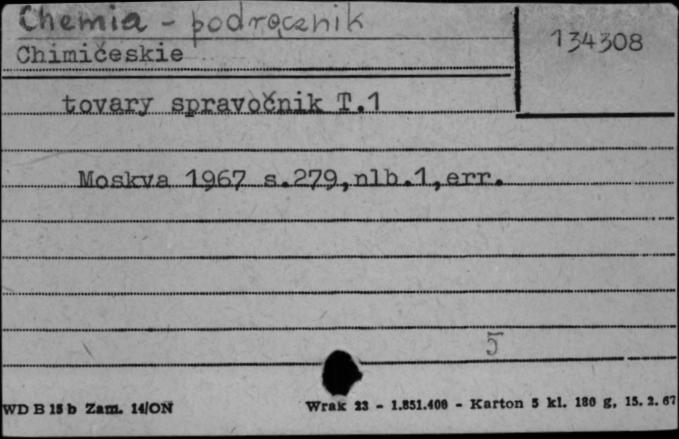 Chemia - podręcznik
134308
Chimičeskie
tovary spravočnik T.1
Moskva 1967 s.279,nlb.1,err.
5
WD B 15 b Zam. 14/ON
Wrak 23 - 1.851.400 - Karton 5 kl. 180 g, 15. 2. 67